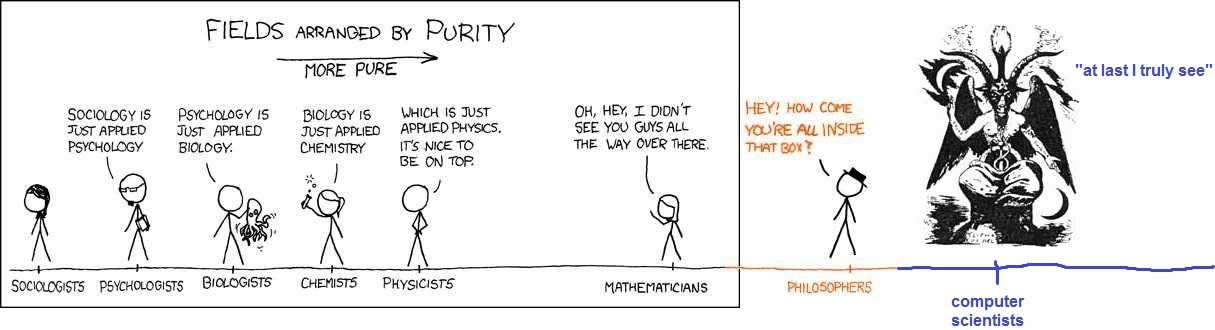 FIELDS ARRANGED BY PURITY
MORE PURE
SOCIOLOGY IS
JUST APPLIED
PSYCHOLOGY
PSYCHOLOGY IS
JUST APPLIED
BIOLOGY.
BIOLOGY IS
JUST APPLIED
CHEMISTRY
WHICH IS JUST
APPLIED PHYSICS.
IT'S NICE TO
BE ON TOP.
OH, HEY, I DIDN'T
SEE YOU GUYS ALL
THE WAY OVER THERE.
HEY! HOW COME
YOU'RE ALL INSIDE
THAT BOX?
"at last I truly see"
SOCIOLOGISTS
PSYCHOLOGISTS
BIOLOGISTS
CHEMISTS
PHYSICISTS
MATHEMATICIANS
PHILOSOPHERS
computer
scientists